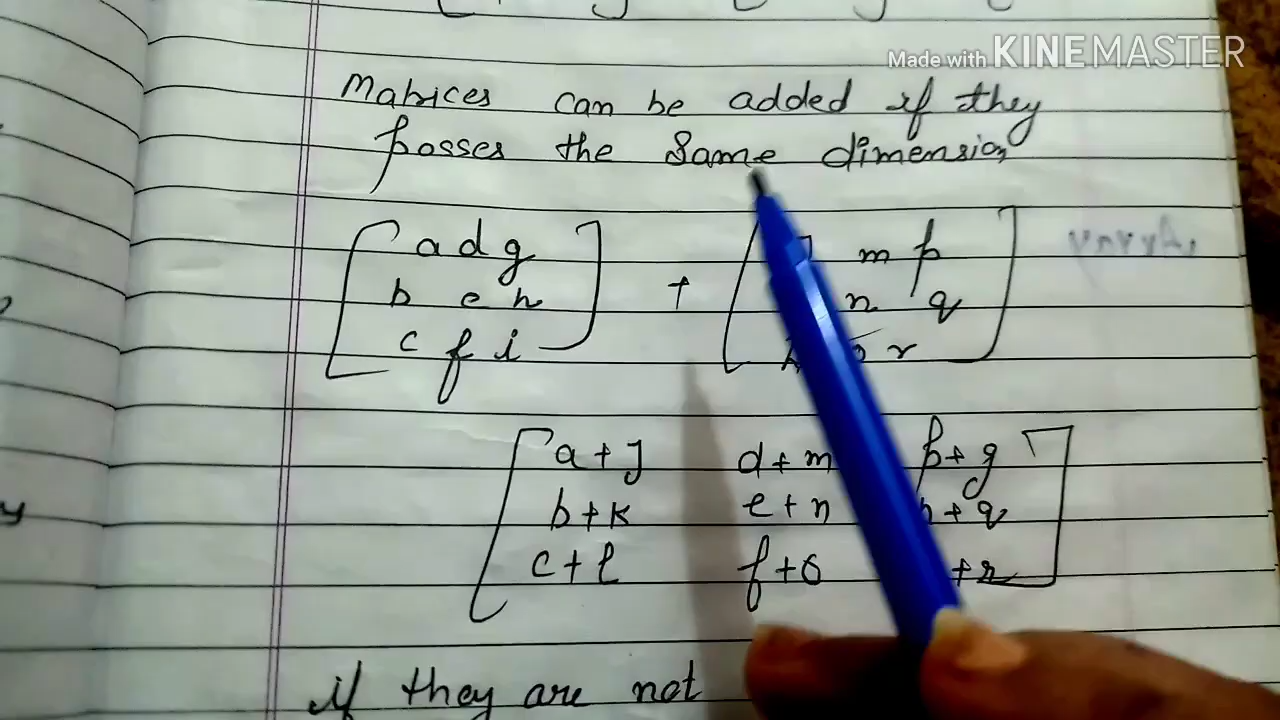 Made with KINEMASTER
Matrices can be added if they
posses the same dimension
a d g
b e h
c f i
+
m p
n q
r
a+j d+m p+g
b+k e+n h+q
c+l f+o +r
if they are not